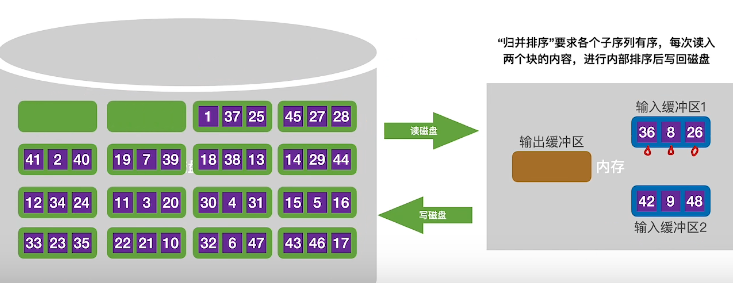 “归并排序”要求各个子序列有序，每次读入
两个块的内容，进行内部排序后写回磁盘
1 37 25 45 27 28
41 2 40 19 7 39 18 38 13 14 29 44
12 34 24 11 3 20 30 4 31 15 5 16
33 23 35 22 21 10 32 6 47 43 46 17
读磁盘
写磁盘
输出缓冲区
内存
输入缓冲区1
36 8 26
42 9 48
输入缓冲区2